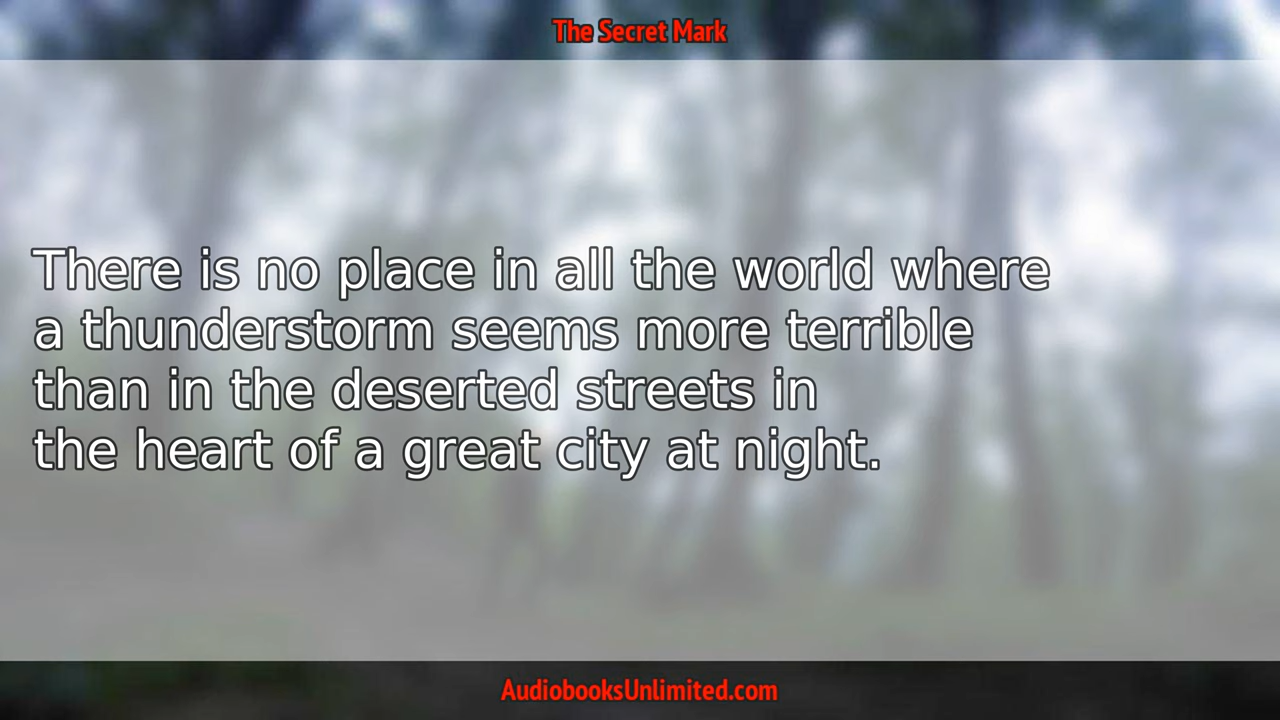 The Secret Mark
There is no place in all the world where
a thunderstorm seems more terrible
than in the deserted streets in
the heart of a great city at night.
AudiobooksUnlimited.com